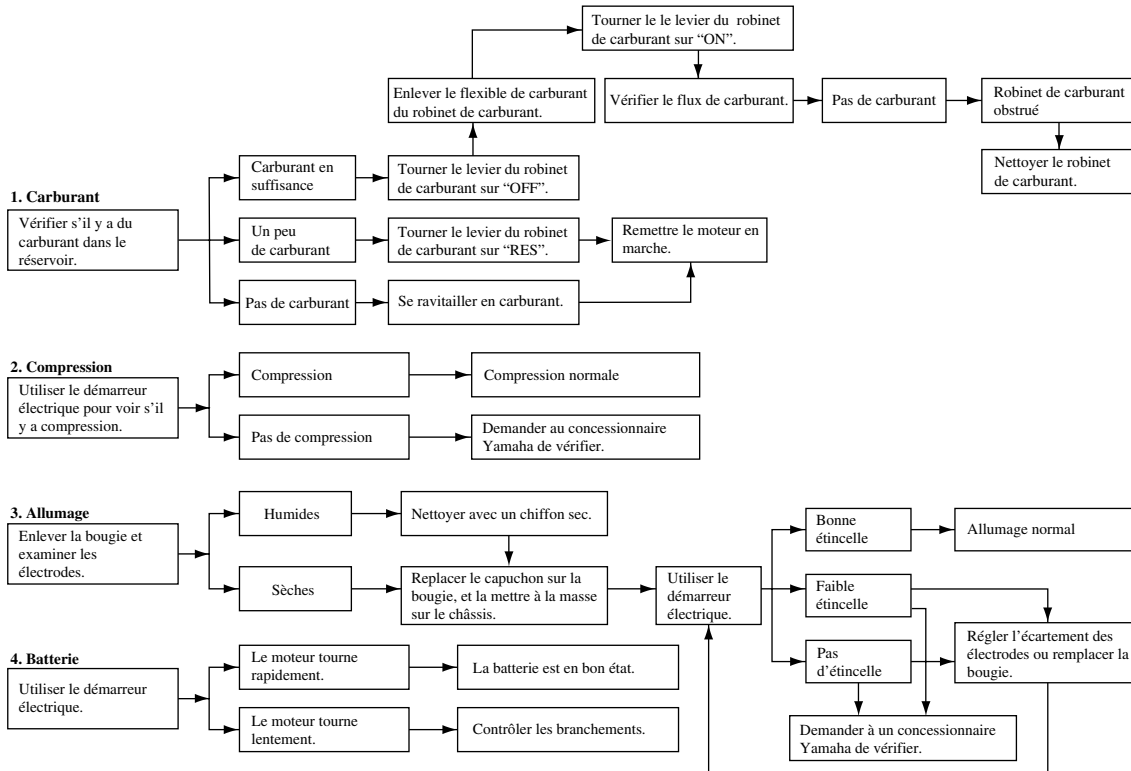 Tourner le le levier du robinet
de carburant sur “ON”.
Enlever le flexible de carburant
du robinet de carburant.
Vérifier le flux de carburant.
Pas de carburant
Robinet de carburant
obstrué
Nettoyer le robinet
de carburant.
1. Carburant
Vérifier s’il y a du
carburant dans le
réservoir.
Carburant en
suffisance
Tourner le levier du robinet
de carburant sur “OFF”.
Un peu
de carburant
Tourner le levier du robinet
de carburant sur “RES”.
Remettre le moteur en
marche.
Pas de carburant
Se ravitailler en carburant.
2. Compression
Utiliser le démarreur
électrique pour voir s’il
y a compression.
Compression
Compression normale
Pas de compression
Demander au concessionnaire
Yamaha de vérifier.
3. Allumage
Enlever la bougie et
examiner les
électrodes.
Humides
Nettoyer avec un chiffon sec.
Sèches
Replacer le capuchon sur la
bougie, et la mettre à la masse
sur le châssis.
Utiliser le
démarreur
électrique.
Bonne
étincelle
Allumage normal
Faible
étincelle
Pas
d’étincelle
Régler l’écartement des
électrodes ou remplacer la
bougie.
Demander à un concessionnaire
Yamaha de vérifier.
4. Batterie
Utiliser le démarreur
électrique.
Le moteur tourne
rapidement.
La batterie est en bon état.
Le moteur tourne
lentement.
Contrôler les branchements.